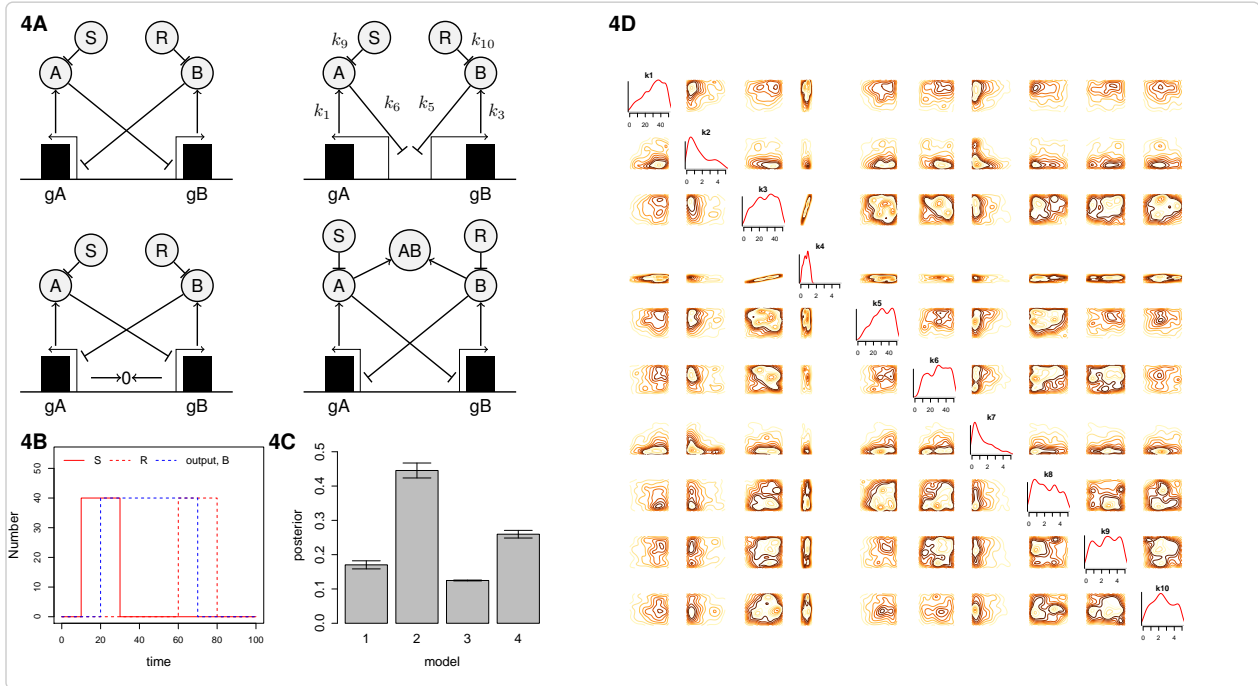 4A
S
R
A
B
gA
gB
S
R
k9
k10
A
B
k1
k6
k5
k3
gA
gB
S
R
A
B
0
gA
gB
S
AB
R
A
B
gA
gB
4B
S R output, B
Number
50
40
30
20
10
0
0 20 40 60 80 100
time
4C
posterior
0.5
0.4
0.3
0.2
0.1
0.0
1 2 3 4
model
4D
k1
0 20 40
k2
0 2 4
k3
0 20 40
k4
0 2 4
k5
0 20 40
k6
0 20 40
k7
0 2 4
k8
0 2 4
k9
0 2 4
k10
0 2 4